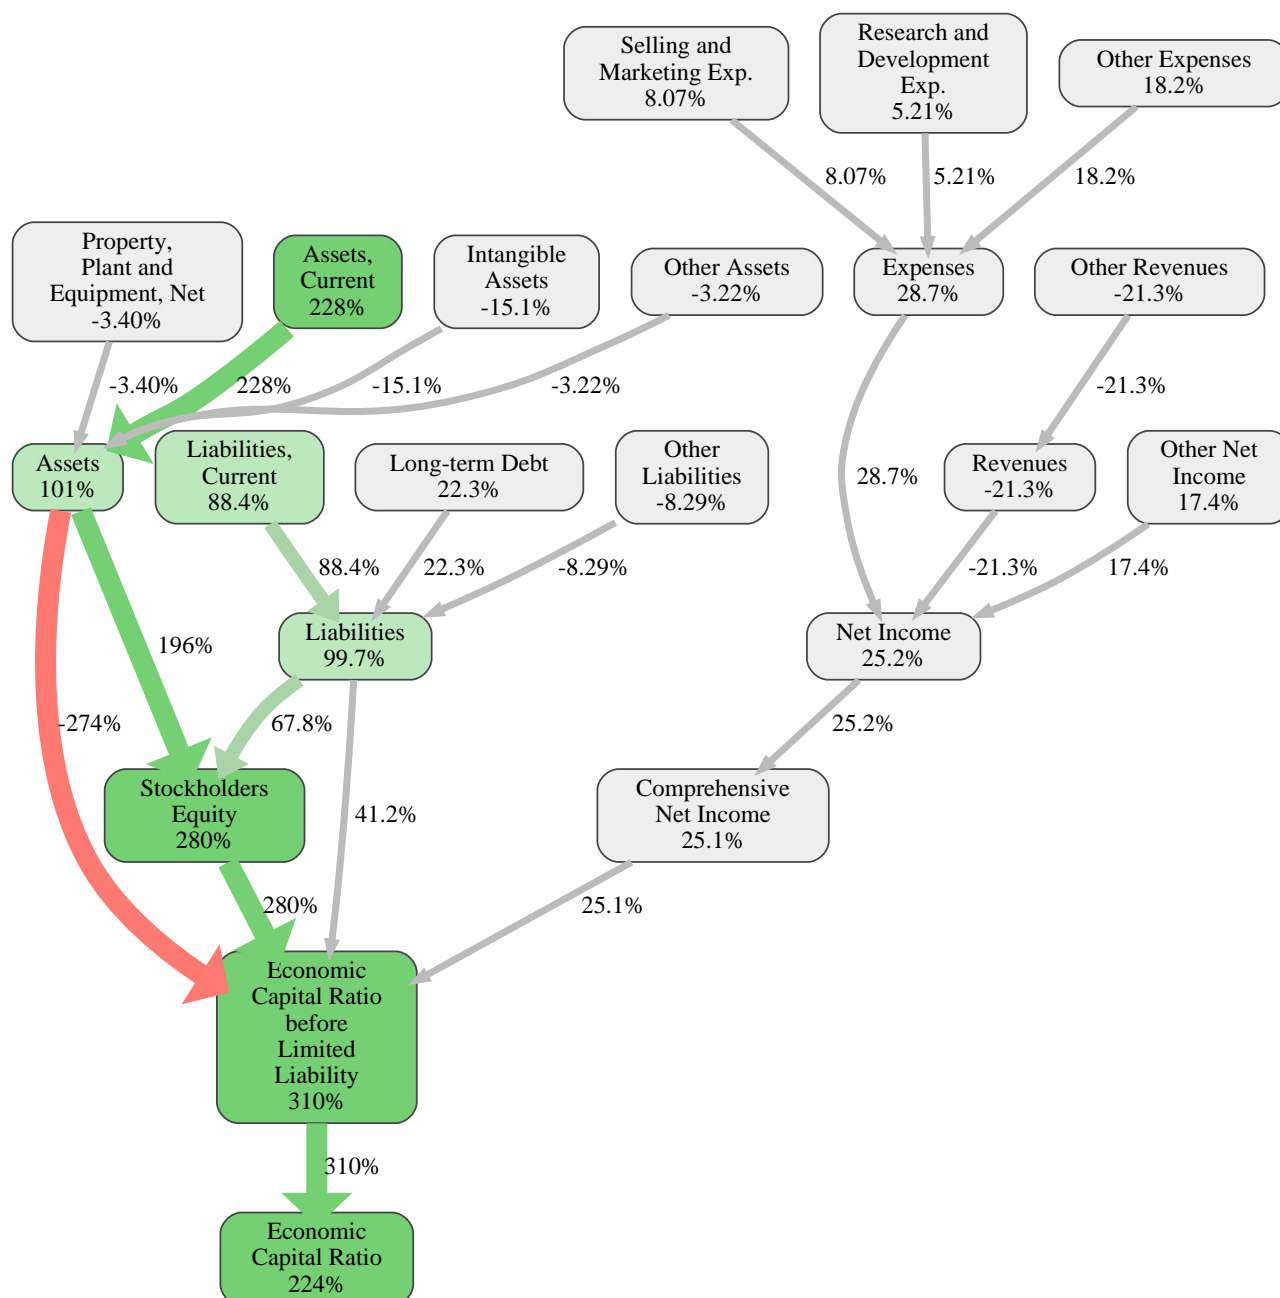 Selling and
Marketing Exp.
8.07%
Research and
Development
Exp.
5.21%
Other Expenses
18.2%
8.07%
5.21%
18.2%
Property,
Plant and
Equipment, Net
-3.40%
Assets,
Current
228%
Intangible
Assets
-15.1%
Other Assets
-3.22%
Expenses
28.7%
Other Revenues
-21.3%
-3.40%
228%
-15.1%
-3.22%
-21.3%
Assets
101%
Liabilities,
Current
88.4%
Long-term Debt
22.3%
Other
Liabilities
-8.29%
28.7%
Revenues
-21.3%
Other Net
Income
17.4%
88.4%
22.3%
-8.29%
-21.3%
17.4%
196%
Liabilities
99.7%
Net Income
25.2%
-274%
67.8%
25.2%
Stockholders
Equity
280%
41.2%
Comprehensive
Net Income
25.1%
280%
25.1%
Economic
Capital Ratio
before
Limited
Liability
310%
310%
Economic
Capital Ratio
224%